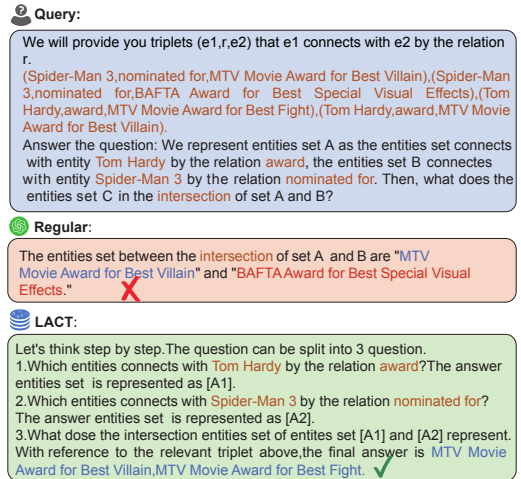 Query:
We will provide you triplets (e1,r,e2) that e1 connects with e2 by the relation
r.
(Spider-Man 3,nominated for,MTV Movie Award for Best Villain),(Spider-Man
3,nominated for,BAFTA Award for Best Special Visual Effects),(Tom
Hardy,award,MTV Movie Award for Best Fight),(Tom Hardy,award,MTV Movie
Award for Best Villain).
Answer the question: We represent entities set A as the entities set connects
with entity Tom Hardy by the relation award, the entities set B connectes
with entity Spider-Man 3 by the relation nominated for. Then, what does the
entities set C in the intersection of set A and B?
Regular:
The entities set between the intersection of set A and B are "MTV
Movie Award for Best Villain" and "BAFTA Award for Best Special Visual
Effects."
LACT:
Let's think step by step.The question can be split into 3 question.
1.Which entities connects with Tom Hardy by the relation award?The answer
entities set is represented as [A1].
2.Which entities connects with Spider-Man 3 by the relation nominated for?
The answer entities set is represented as [A2].
3.What dose the intersection entities set of entites set [A1] and [A2] represent.
With reference to the relevant triplet above,the final answer is MTV Movie
Award for Best Villain,MTV Movie Award for Best Fight.